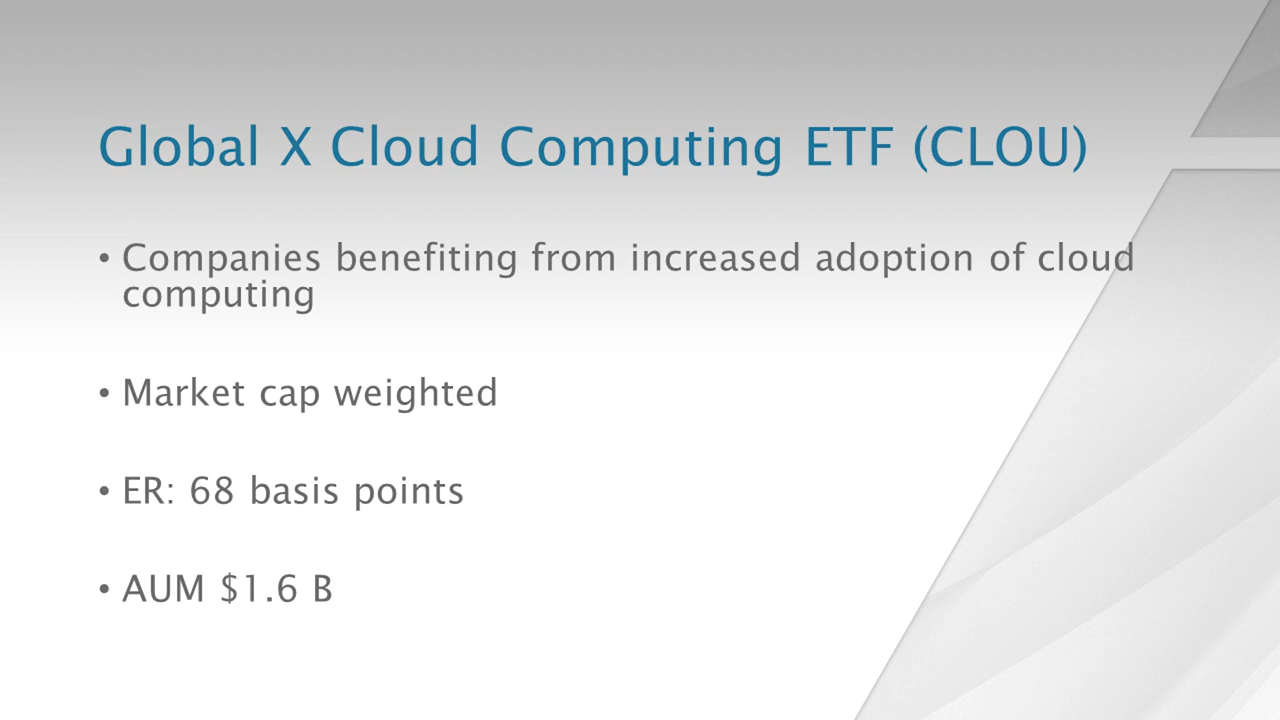 Global X Cloud Computing ETF (CLOU)
• Companies benefiting from increased adoption of cloud
computing
• Market cap weighted
• ER: 68 basis points
• AUM $1.6 B